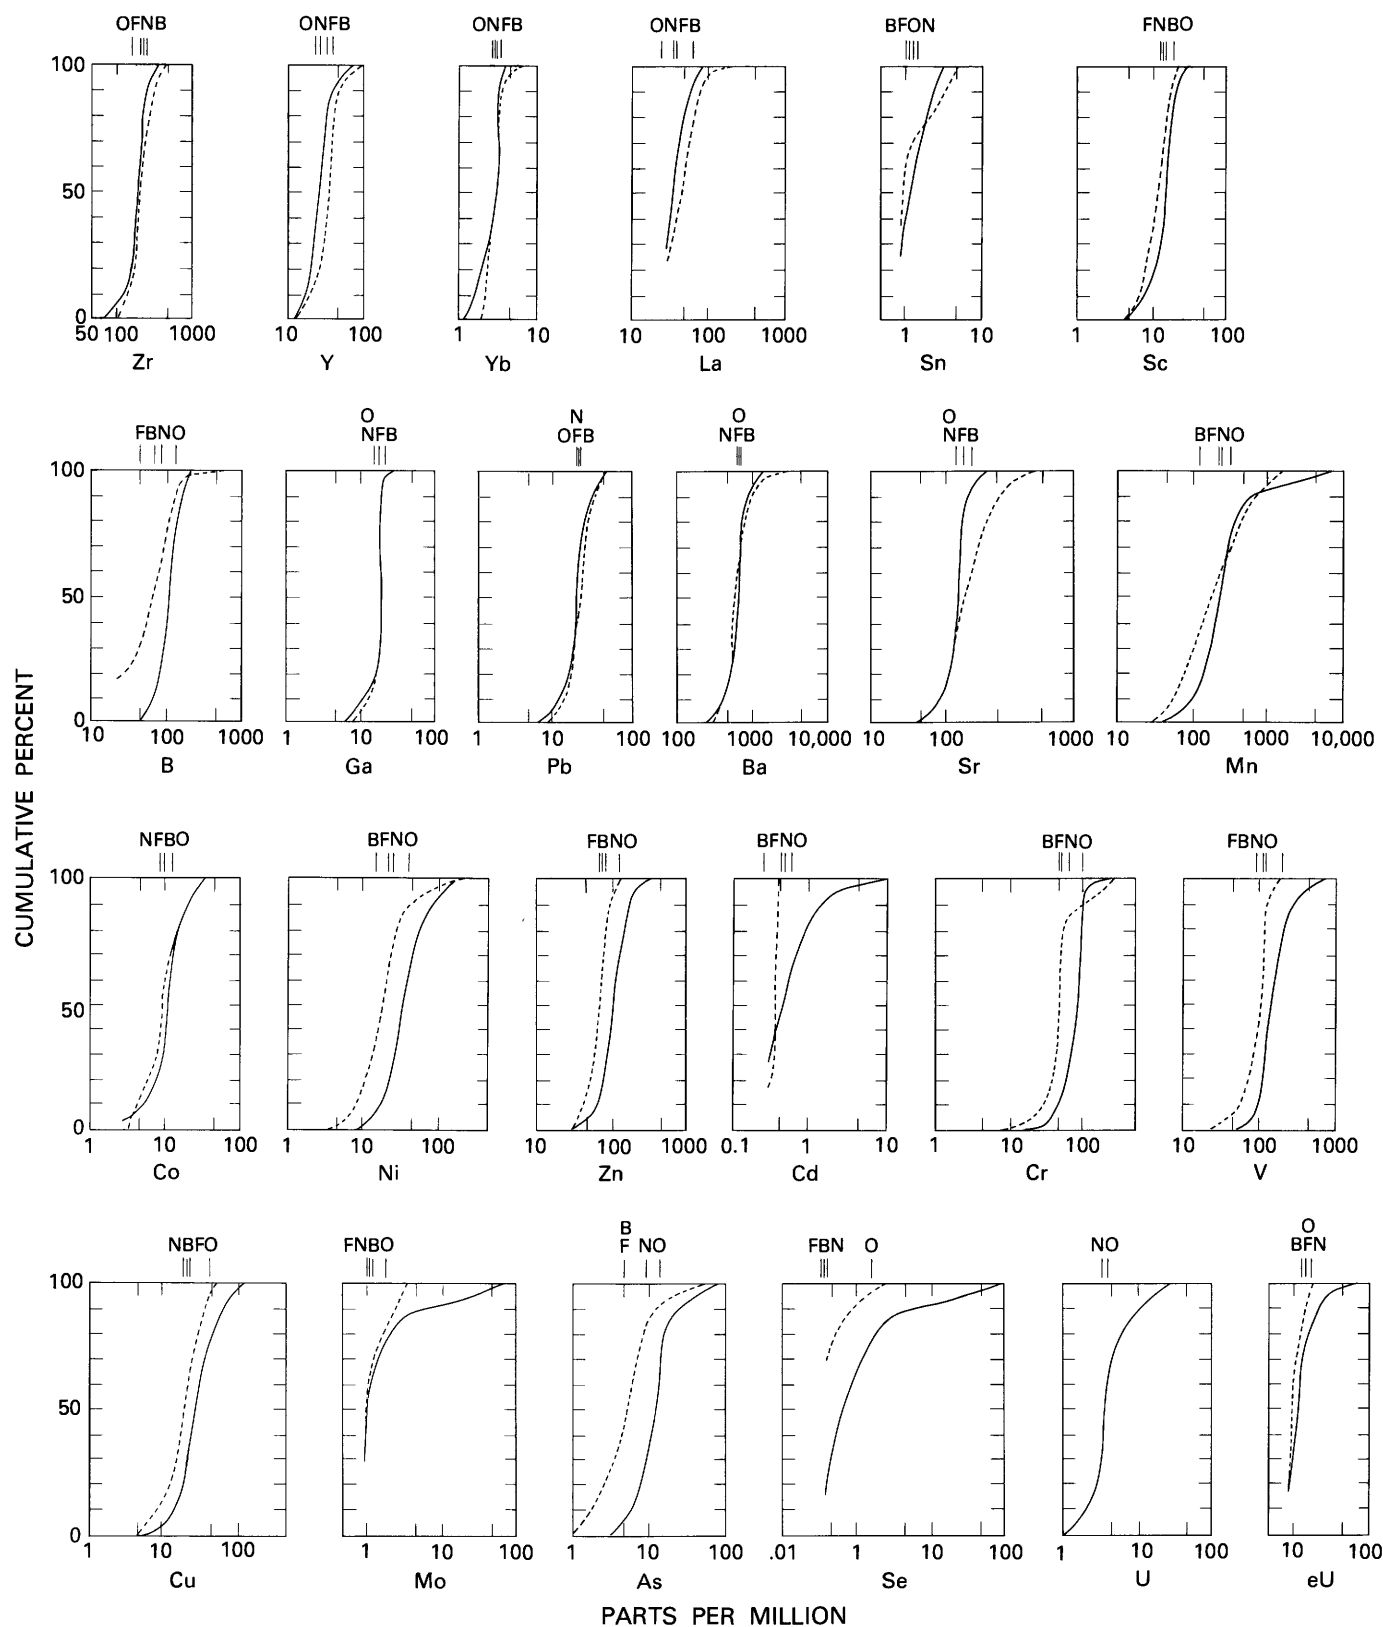 OFNB ONFB ONFB ONFB BFON FNBO
100
50
0
50 100 1000 10 100 1 10 10 100 1000 1 10 1 10 100
Zr Y Yb La Sn Sc
O N O O
FBNO NFB OFB NFB NFB BFNO
100
50
0
10 100 1000 1 10 100 1 10 100 100 1000 10,000 10 100 1000 10 100 1000 10,000
B Ga Pb Ba Sr Mn
CUMULATIVE PERCENT
NFBO BFNO FBNO BFNO BFNO FBNO
100
50
0
1 10 100 1 10 100 10 100 1000 0.1 1 10 1 10 100 10 100 1000
Co Ni Zn Cd Cr V
B O
NBFO FNBO F NO FBN O NO BFN
100
50
0
1 10 100 1 10 100 1 10 100 .01 1 10 100 1 10 100 10 100
Cu Mo As Se U eU
PARTS PER MILLION